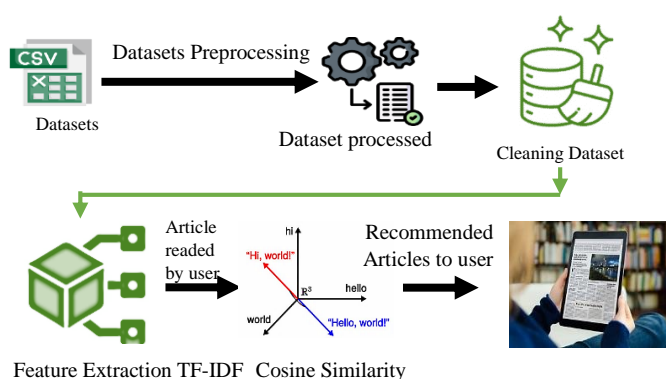 CSV
Datasets Preprocessing
Datasets
Dataset processed
Cleaning Dataset
Article
readed
by user
hi
"Hi, world!"
ℝ³
hello
world
"Hello, world!"
Recommended
Articles to user
Feature Extraction TF-IDF Cosine Similarity